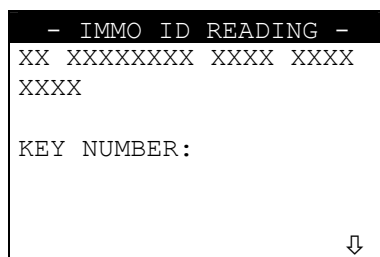 - IMMO ID READING -
XX XXXXXXXX XXXX XXXX
XXXX
KEY NUMBER:
⇩